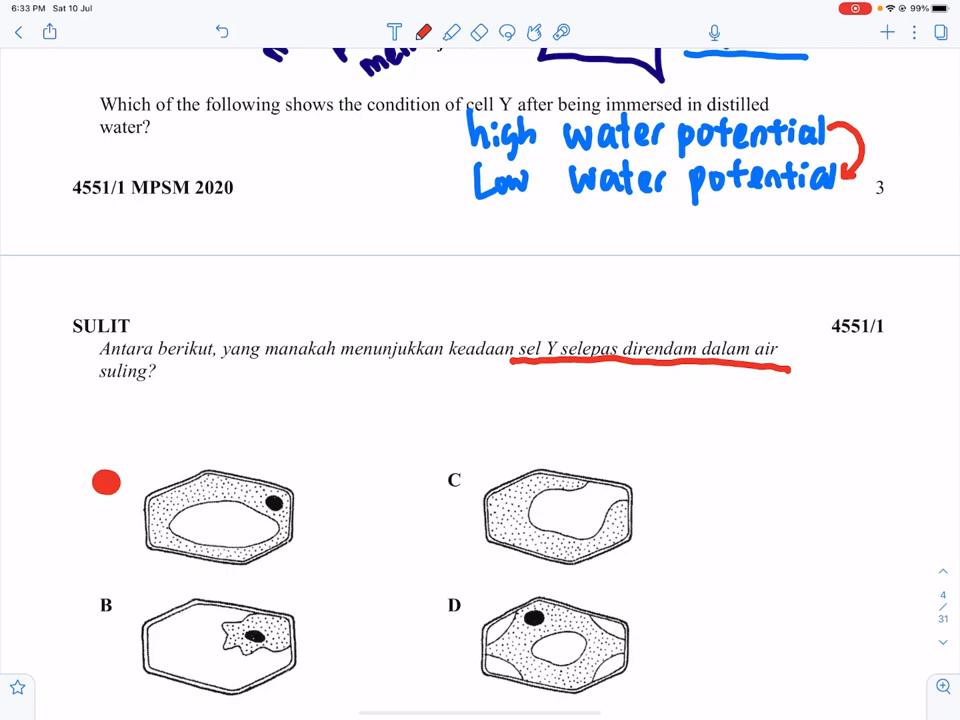 6:33 PM Sat 10 Jul
99%
Which of the following shows the condition of cell Y after being immersed in distilled
water?
high water potential
Low water potential
4551/1 MPSM 2020
3
SULIT
4551/1
Antara berikut, yang manakah menunjukkan keadaan sel Y selepas direndam dalam air
suling?
C
B
D
4
/
31